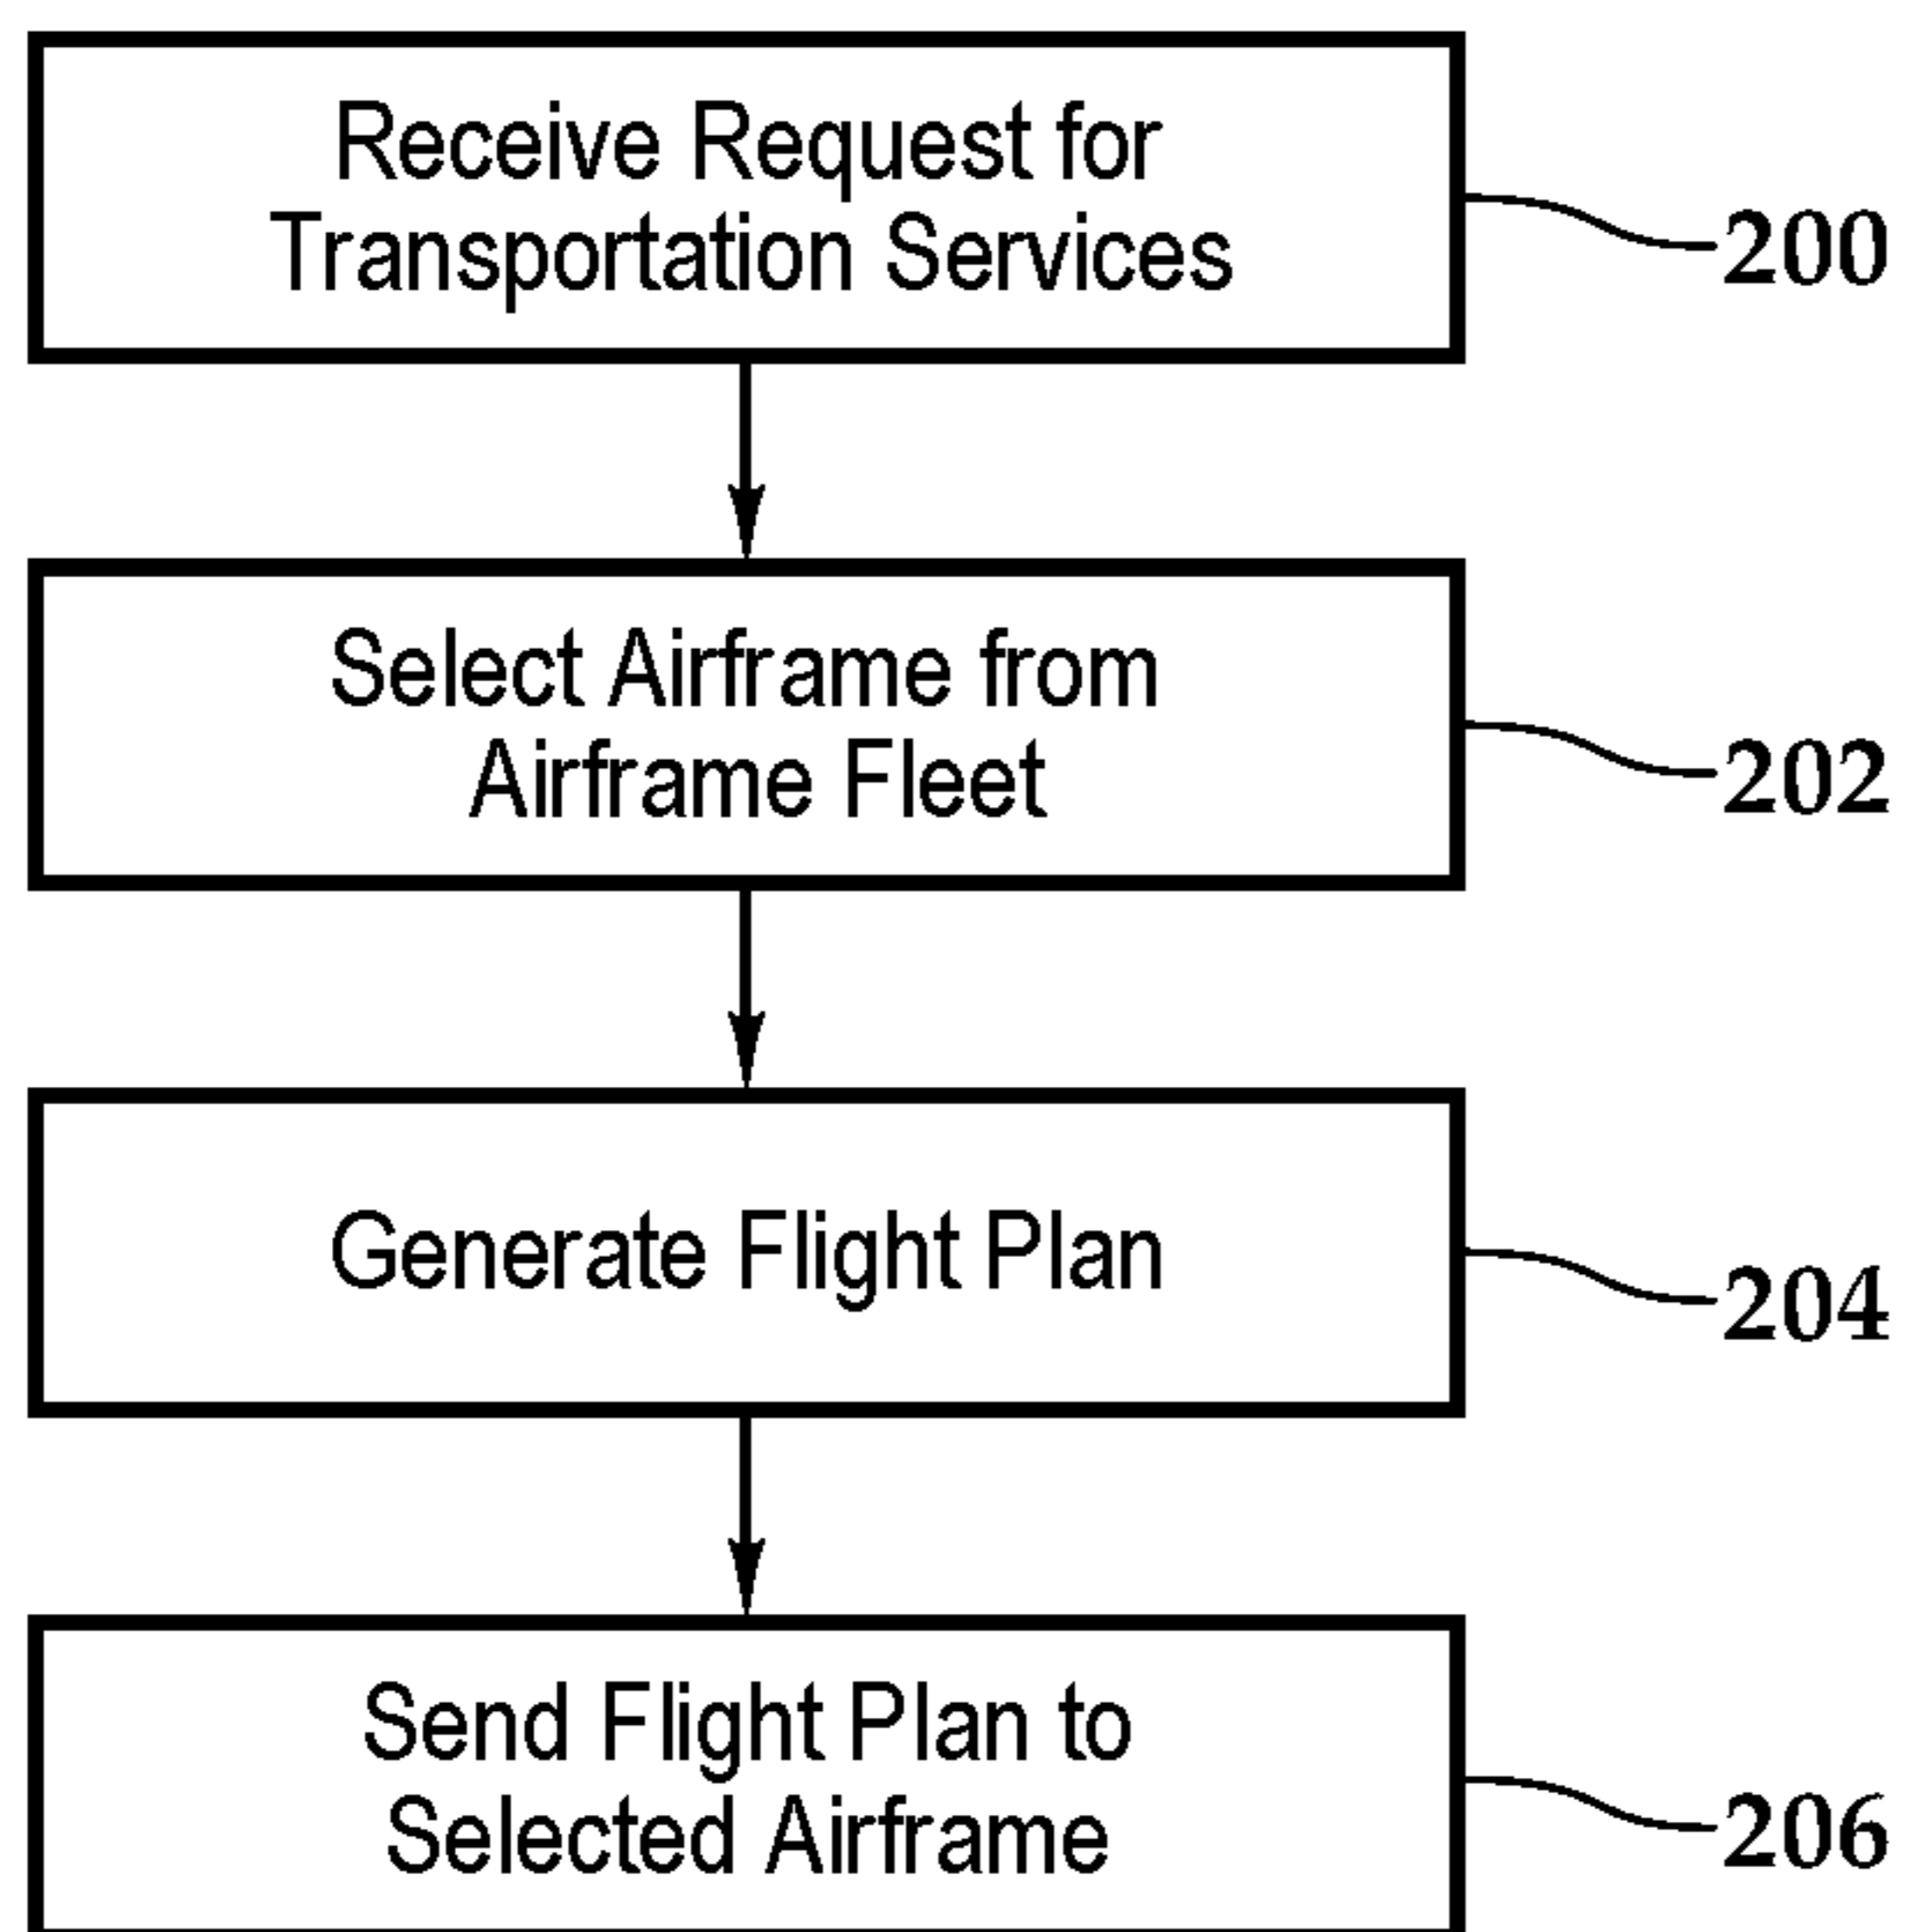 Receive Request for
Transportation Services
200
Select Airframe from
Airframe Fleet
202
Generate Flight Plan
204
Send Flight Plan to
Selected Airframe
206